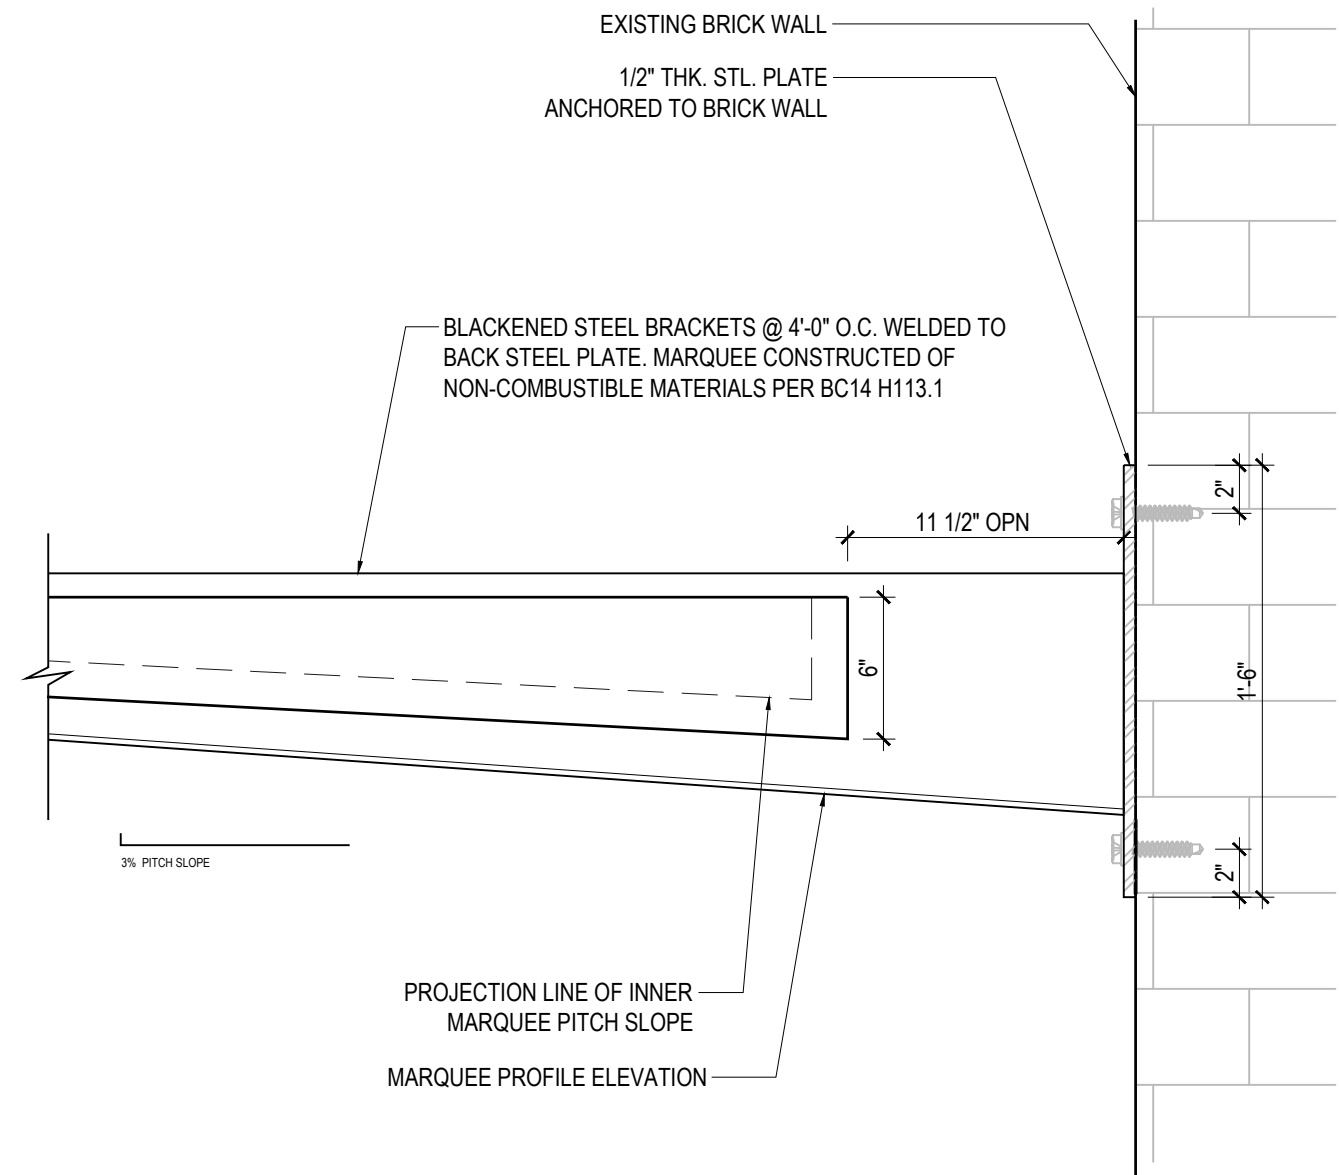 EXISTING BRICK WALL
1/2" THK. STL. PLATE
ANCHORED TO BRICK WALL
BLACKENED STEEL BRACKETS @ 4'-0" O.C. WELDED TO
BACK STEEL PLATE. MARQUEE CONSTRUCTED OF
NON-COMBUSTIBLE MATERIALS PER BC14 H113.1
2"
11 1/2" OPN
6"
1'-6"
3% PITCH SLOPE
2"
PROJECTION LINE OF INNER
MARQUEE PITCH SLOPE
MARQUEE PROFILE ELEVATION